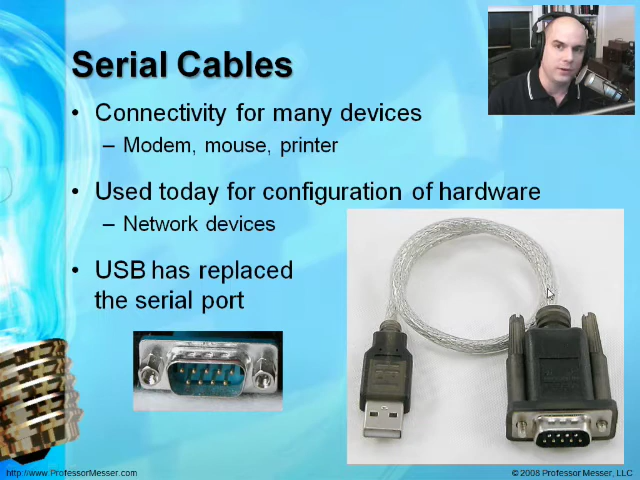 Serial Cables
• Connectivity for many devices
– Modem, mouse, printer
• Used today for configuration of hardware
– Network devices
• USB has replaced
the serial port
http://www.ProfessorMesser.com
© 2008 Professor Messer, LLC